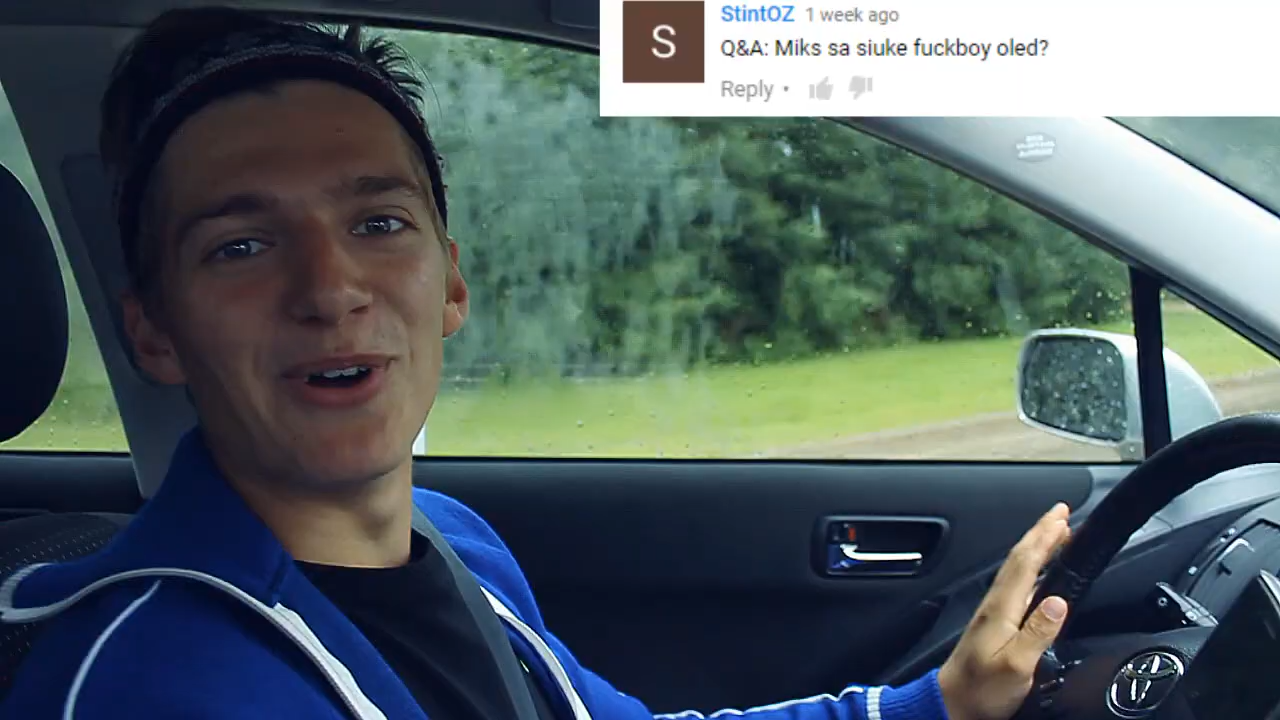 S
StintOZ 1 week ago
Q&A: Miks sa siuke fuckboy oled?
Reply •